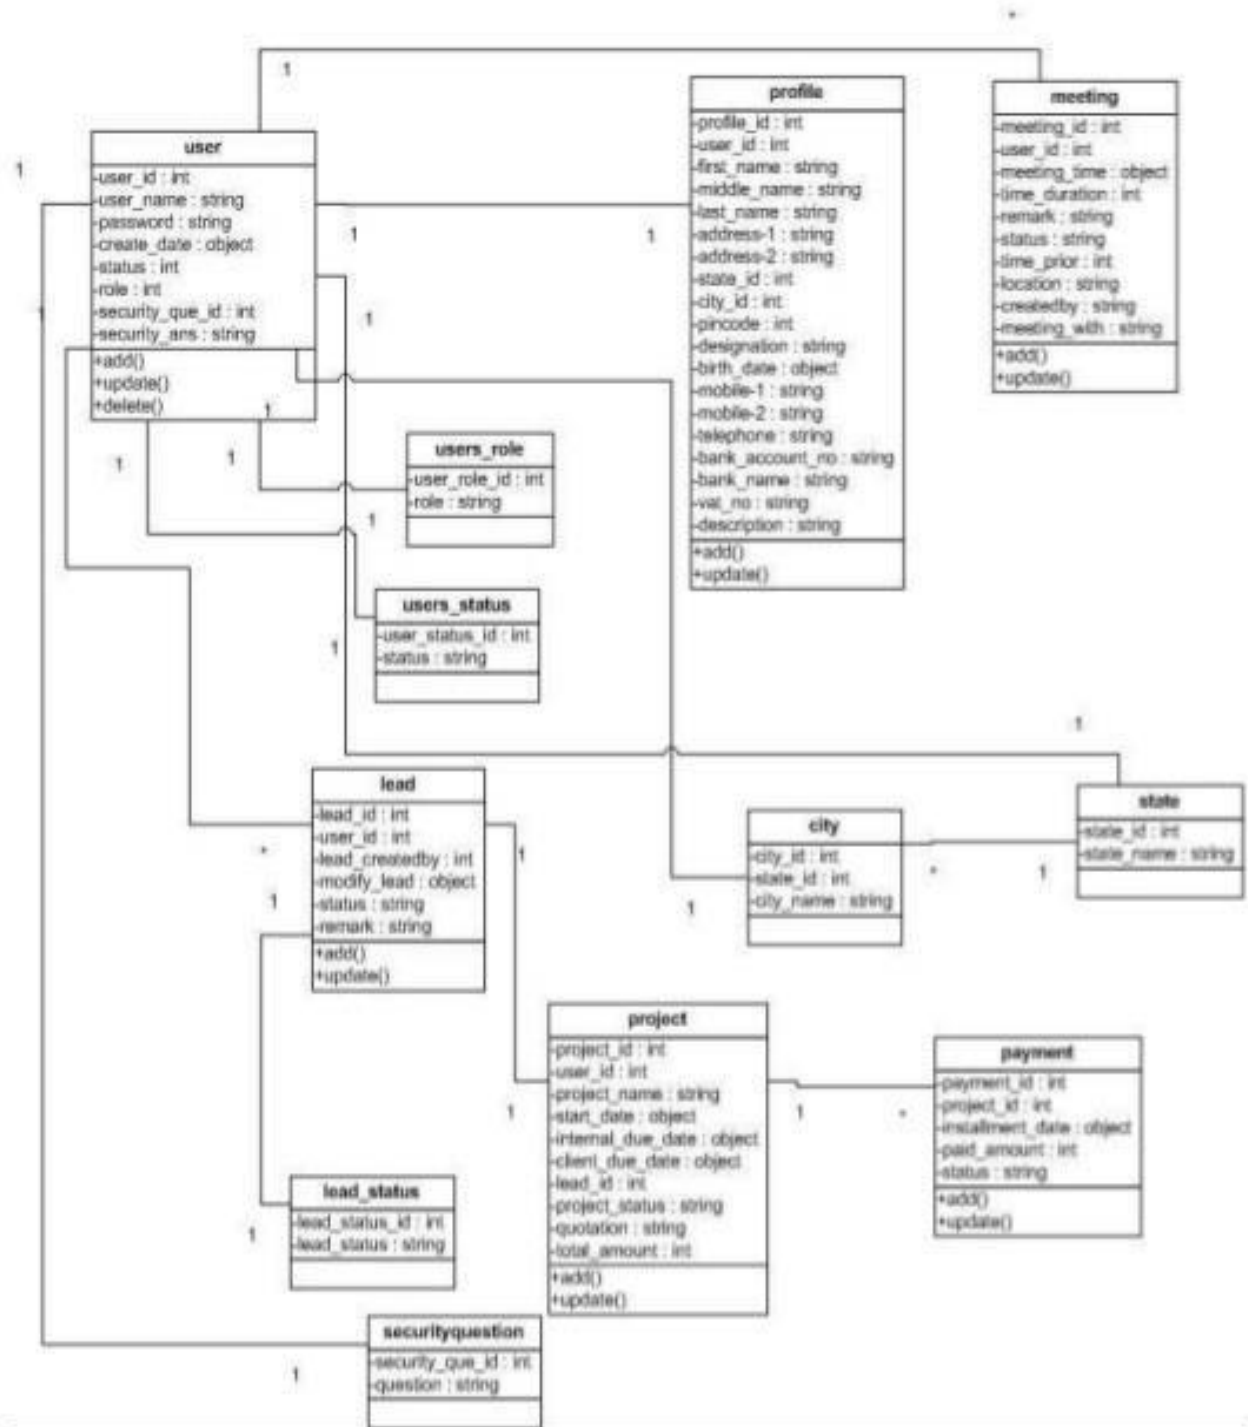 *
1
user
-user_id : int
-user_name : string
-password : string
-create_date : object
-status : int
-role : int
-security_que_id : int
-security_ans : string
+add()
+update()
+delete()
profile
-profile_id : int
-user_id : int
-first_name : string
-middle_name : string
-last_name : string
-address-1 : string
-address-2 : string
-state_id : int
-city_id : int
-pincode : int
-designation : string
-birth_date : object
-mobile-1 : string
-mobile-2 : string
-telephone : string
-bank_account_no : string
-bank_name : string
-vat_no : string
-description : string
+add()
+update()
meeting
-meeting_id : int
-user_id : int
-meeting_time : object
-time_duration : int
-remark : string
-status : string
-time_prior : int
-location : string
-createdby : string
-meeting_with : string
+add()
+update()
1
1
1
1
1
1
1
1
users_role
-user_role_id : int
-role : string
1
users_status
-user_status_id : int
-status : string
1
1
lead
-lead_id : int
-user_id : int
-lead_createdby : int
-modify_lead : object
-status : string
-remark : string
+add()
+update()
*
1
1
city
-city_id : int
-state_id : int
-city_name : string
1
*
1
state
-state_id : int
-state_name : string
project
-project_id : int
-user_id : int
-project_name : string
-start_date : object
-internal_due_date : object
-client_due_date : object
-lead_id : int
-project_status : string
-quotation : string
-total_amount : int
+add()
+update()
1
1
*
payment
-payment_id : int
-project_id : int
-installment_date : object
-paid_amount : int
-status : string
+add()
+update()
lead_status
-lead_status_id : int
-lead_status : string
1
securityquestion
-security_que_id : int
-question : string
1